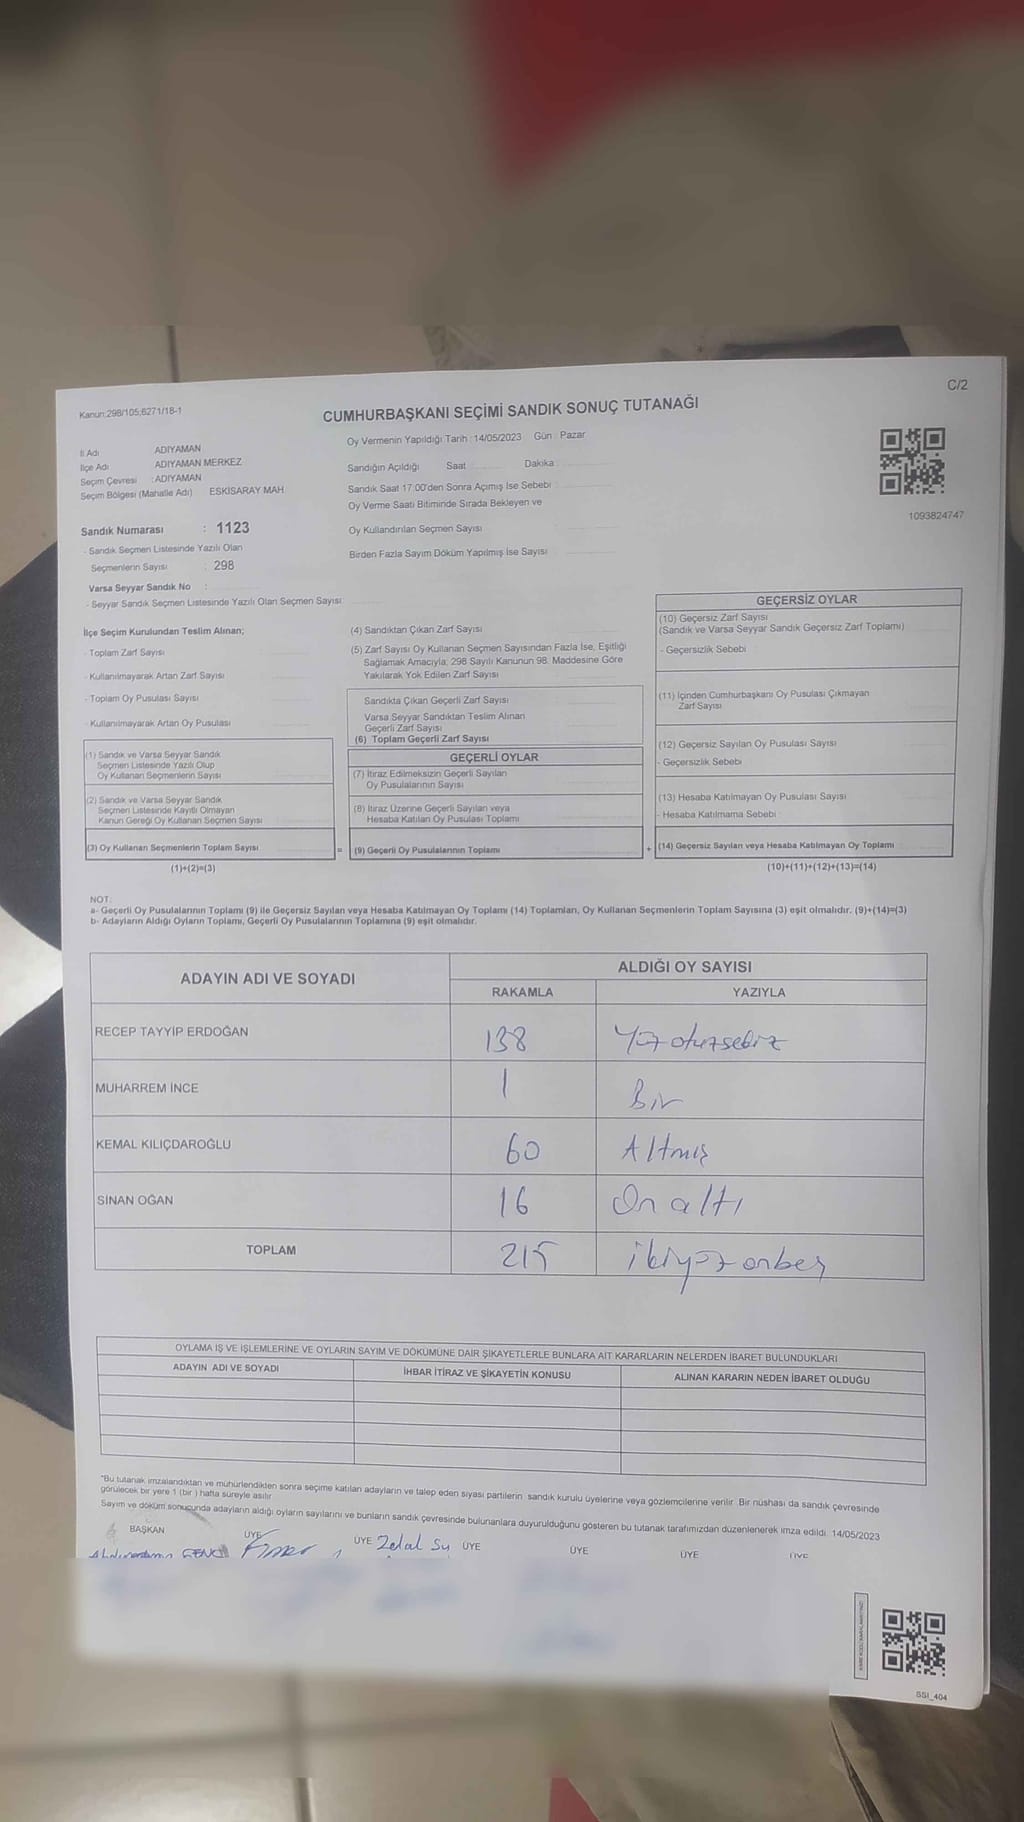 Kanun:298/105;6271/18-1
C/2
CUMHURBAŞKANI SEÇİMİ SANDIK SONUÇ TUTANAĞI
İl Adı ADIYAMAN
İlçe Adı ADIYAMAN MERKEZ
Seçim Çevresi : ADIYAMAN
Seçim Bölgesi (Mahalle Adı) ESKİSARAY MAH.
Sandık Numarası : 1123
- Sandık Seçmen Listesinde Yazılı Olan
Seçmenlerin Sayısı : 298
Varsa Seyyar Sandık No :
- Seyyar Sandık Seçmen Listesinde Yazılı Olan Seçmen Sayısı:
Oy Vermenin Yapıldığı Tarih : 14/05/2023 Gün : Pazar
Sandığın Açıldığı Saat Dakika
Sandık Saat 17:00'den Sonra Açımış İse Sebebi
Oy Verme Saati Bitiminde Sırada Bekleyen ve
Oy Kullandırılan Seçmen Sayısı
Birden Fazla Sayım Döküm Yapılmış İse Sayısı
1093824747
İlçe Seçim Kurulundan Teslim Alınan;
- Toplam Zarf Sayısı
- Kullanılmayarak Artan Zarf Sayısı
- Toplam Oy Pusulası Sayısı
- Kullanılmayarak Artan Oy Pusulası
(1) Sandık ve Varsa Seyyar Sandık
Seçmen Listesinde Yazılı Olup
Oy Kullanan Seçmenlerin Sayısı
(2) Sandık ve Varsa Seyyar Sandık
Seçmen Listesinde Kayıtlı Olmayan
Kanun Gereği Oy Kullanan Seçmen Sayısı
(3) Oy Kullanan Seçmenlerin Toplam Sayısı
(1)+(2)=(3)
(4) Sandıktan Çıkan Zarf Sayısı
(5) Zarf Sayısı Oy Kullanan Seçmen Sayısından Fazla İse, Eşitliği
Sağlamak Amacıyla; 298 Sayılı Kanunun 98. Maddesine Göre
Yakılarak Yok Edilen Zarf Sayısı
Sandıkta Çıkan Geçerli Zarf Sayısı
Varsa Seyyar Sandıktan Teslim Alınan
Geçerli Zarf Sayısı
(6) Toplam Geçerli Zarf Sayısı
GEÇERLİ OYLAR
(7) İtiraz Edilmeksizin Geçerli Sayılan
Oy Pusulalarının Sayısı
(8) İtiraz Üzerine Geçerli Sayılan veya
Hesaba Katılan Oy Pusulası Toplamı
= (9) Geçerli Oy Pusulalarının Toplamı
GEÇERSİZ OYLAR
(10) Geçersiz Zarf Sayısı
(Sandık ve Varsa Seyyar Sandık Geçersiz Zarf Toplamı)
- Geçersizlik Sebebi
(11) İçinden Cumhurbaşkanı Oy Pusulası Çıkmayan
Zarf Sayısı
(12) Geçersiz Sayılan Oy Pusulası Sayısı
- Geçersizlik Sebebi
(13) Hesaba Katılmayan Oy Pusulası Sayısı
- Hesaba Katılmama Sebebi
+ (14) Geçersiz Sayılan veya Hesaba Katılmayan Oy Toplamı
(10)+(11)+(12)+(13)=(14)
NOT:
a- Geçerli Oy Pusulalarının Toplamı (9) ile Geçersiz Sayılan veya Hesaba Katılmayan Oy Toplamı (14) Toplamları, Oy Kullanan Seçmenlerin Toplam Sayısına (3) eşit olmalıdır. (9)+(14)=(3)
b- Adayların Aldığı Oyların Toplamı, Geçerli Oy Pusulalarının Toplamına (9) eşit olmalıdır.
ADAYIN ADI VE SOYADI ALDIĞI OY SAYISI
RAKAMLA YAZIYLA
RECEP TAYYİP ERDOĞAN 138 Yüzotuzsekiz
MUHARREM İNCE 1 Bir
KEMAL KILIÇDAROĞLU 60 Altmış
SİNAN OĞAN 16 On altı
TOPLAM 215 ikiyüz onbeş
OYLAMA İŞ VE İŞLEMLERİNE VE OYLARIN SAYIM VE DÖKÜMÜNE DAİR ŞİKAYETLERLE BUNLARA AİT KARARLARIN NELERDEN İBARET BULUNDUKLARI
ADAYIN ADI VE SOYADI İHBAR İTİRAZ VE ŞİKAYETİN KONUSU ALINAN KARARIN NEDEN İBARET OLDUĞU
*Bu tutanak imzalandıktan ve mühürlendikten sonra seçime katılan adayların ve talep eden siyasi partilerin sandık kurulu üyelerine veya gözlemcilerine verilir. Bir nüshası da sandık çevresinde
görülecek bir yere 1 (bir) hafta süreyle asılır.
Sayım ve döküm sonucunda adayların aldığı oyların sayılarını ve bunların sandık çevresinde bulunanlara duyurulduğunu gösteren bu tutanak tarafımızdan düzenlenerek imza edildi. 14/05/2023
BAŞKAN ÜYE ÜYE Zelal Su ÜYE ÜYE ÜYE ÜYE
SSI_404